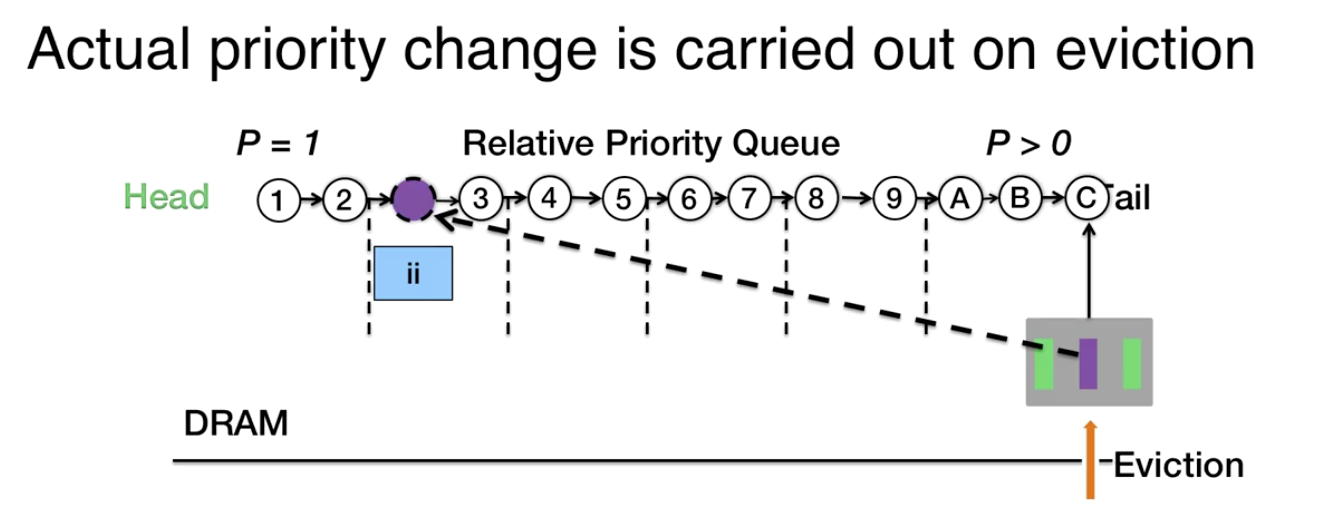 Actual priority change is carried out on eviction
P = 1 Relative Priority Queue P > 0
Head 1 2 3 4 5 6 7 8 9 A B C Tail
ii
DRAM
Eviction